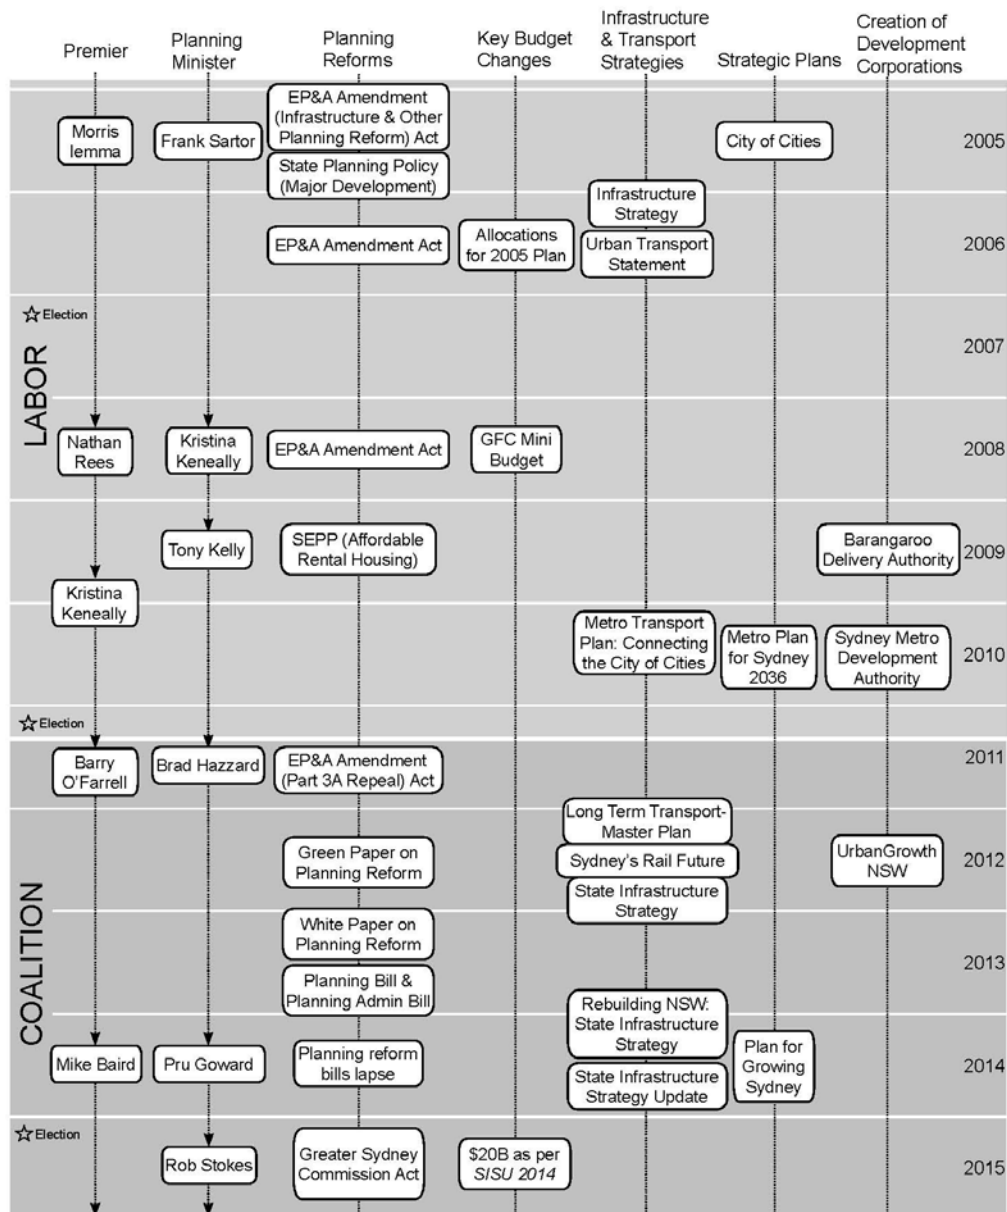 Premier
Planning
Minister
Planning
Reforms
Key Budget
Changes
Infrastructure
& Transport
Strategies
Strategic Plans
Creation of
Development
Corporations
Morris
Iemma
Frank Sartor
EP&A Amendment
(Infrastructure & Other
Planning Reform) Act
State Planning Policy
(Major Development)
City of Cities
2005
Infrastructure
Strategy
EP&A Amendment Act
Allocations
for 2005 Plan
Urban Transport
Statement
2006
☆ Election
2007
LABOR
Nathan
Rees
Kristina
Keneally
EP&A Amendment Act
GFC Mini
Budget
2008
Tony Kelly
SEPP (Affordable
Rental Housing)
Barangaroo
Delivery Authority
2009
Kristina
Keneally
Metro Transport
Plan: Connecting
the City of Cities
Metro Plan
for Sydney
2036
Sydney Metro
Development
Authority
2010
☆ Election
Barry
O'Farrell
Brad Hazzard
EP&A Amendment
(Part 3A Repeal) Act
2011
Long Term Transport-
Master Plan
Green Paper on
Planning Reform
Sydney's Rail Future
State Infrastructure
Strategy
UrbanGrowth
NSW
2012
COALITION
White Paper on
Planning Reform
Planning Bill &
Planning Admin Bill
2013
Rebuilding NSW:
State Infrastructure
Strategy
Mike Baird
Pru Goward
Planning reform
bills lapse
State Infrastructure
Strategy Update
Plan for
Growing
Sydney
2014
☆ Election
Rob Stokes
Greater Sydney
Commission Act
$20B as per
SISU 2014
2015